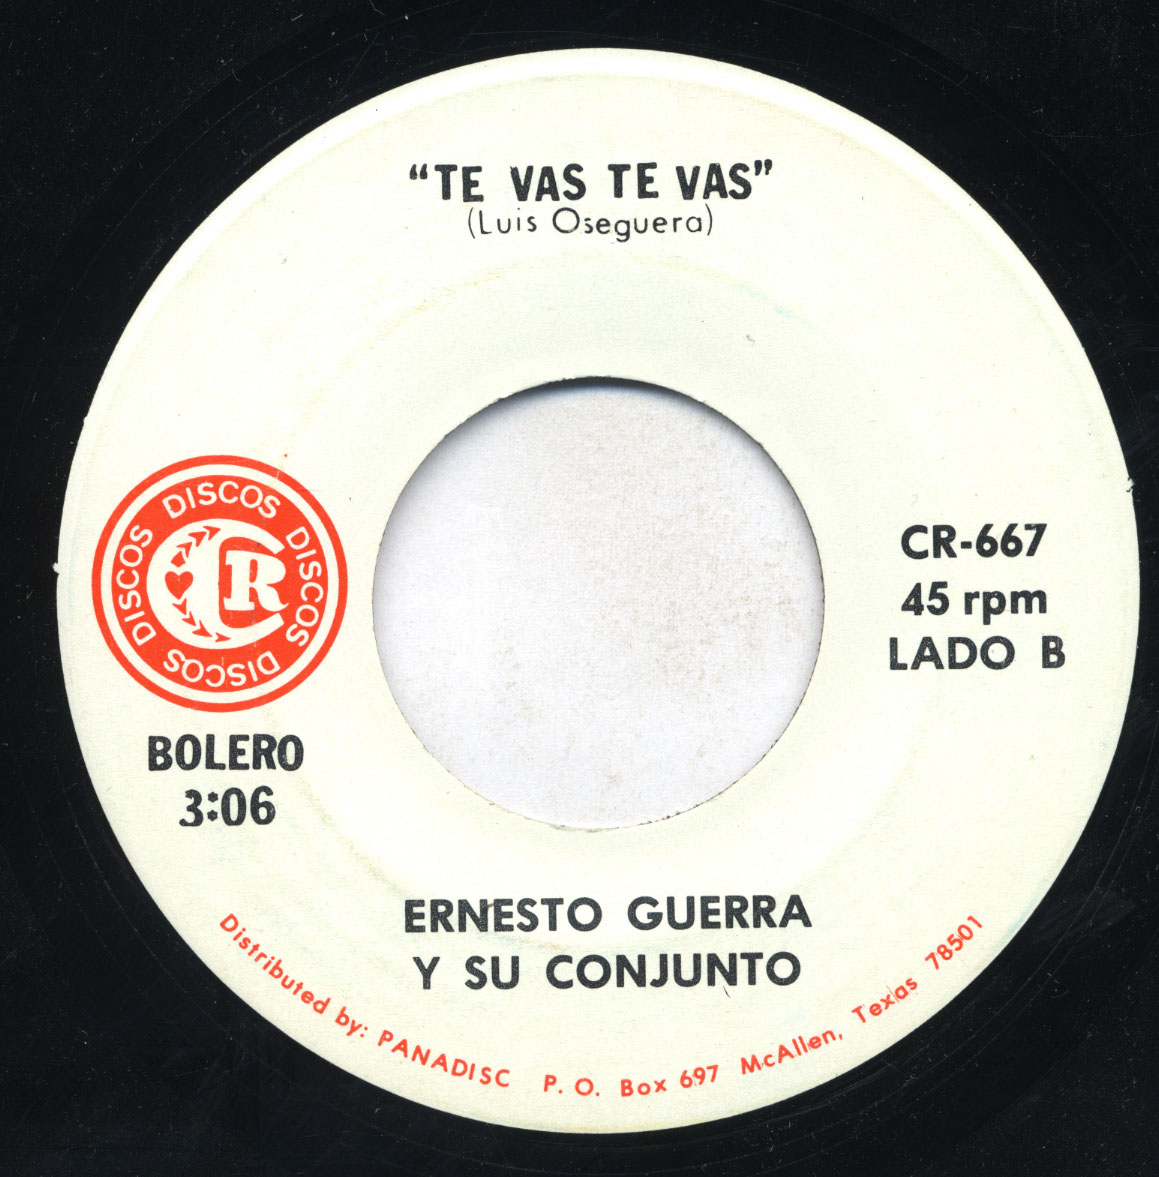 "TE VAS TE VAS"
(Luis Oseguera)
DISCOS DISCOS DISCOS DISCOS DISCOS
CR
CR-667
45 rpm
LADO B
BOLERO
3:06
ERNESTO GUERRA
Y SU CONJUNTO
Distributed by: PANADISC P. O. Box 697 McAllen, Texas 78501